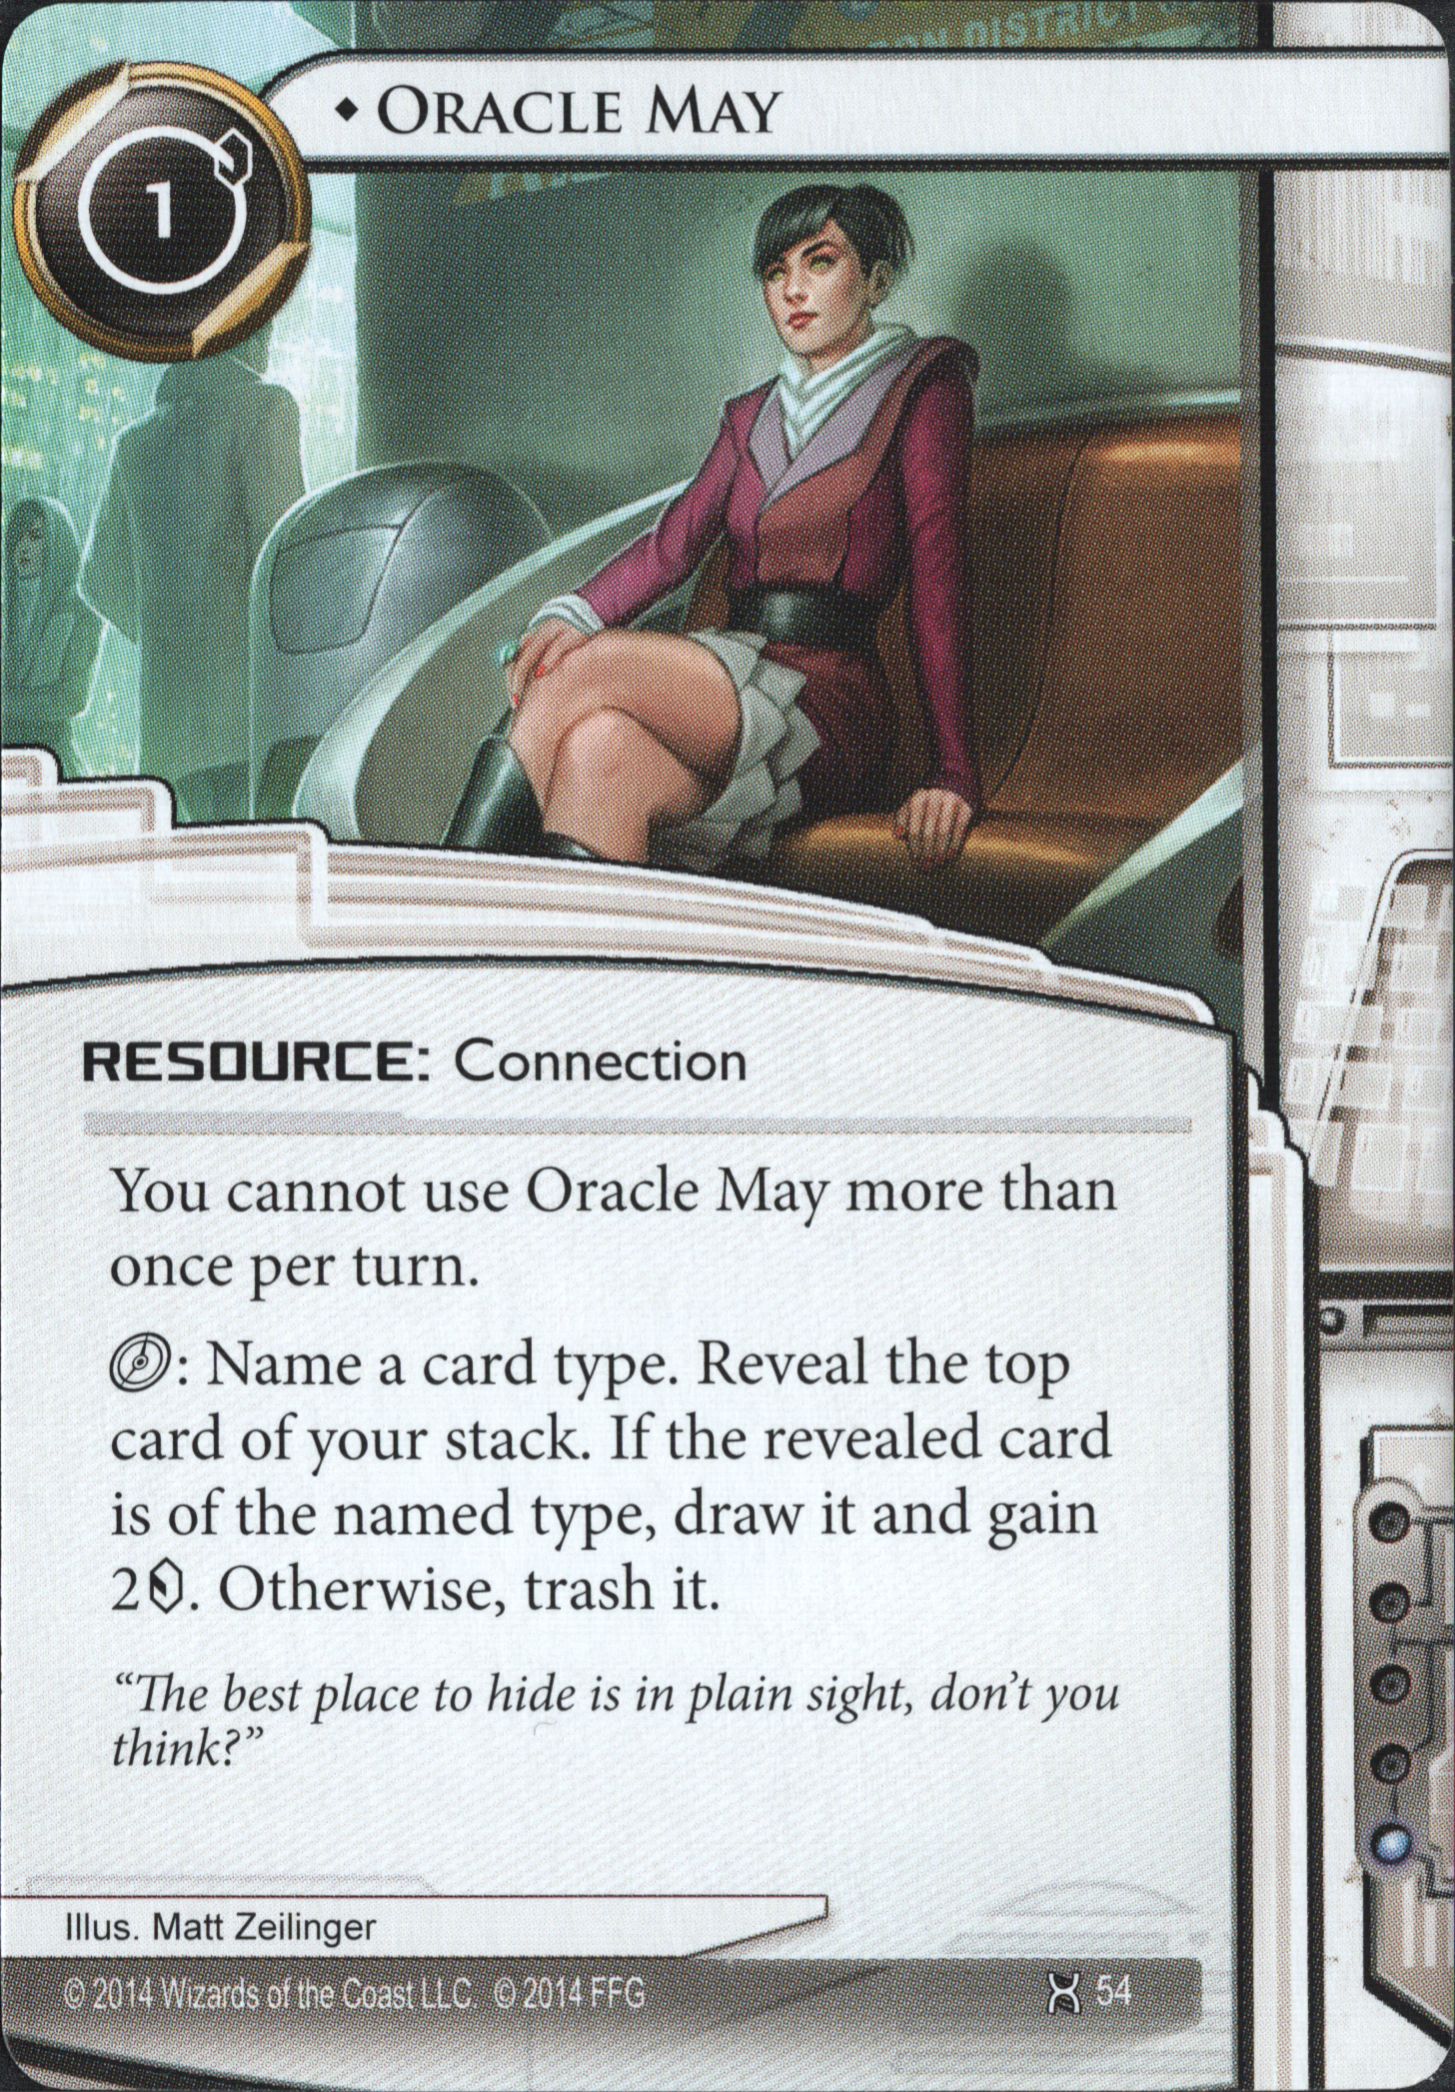 ON DISTRICT
1
◆ ORACLE MAY
RESOURCE: Connection
You cannot use Oracle May more than
once per turn.
: Name a card type. Reveal the top
card of your stack. If the revealed card
is of the named type, draw it and gain
2. Otherwise, trash it.
“The best place to hide is in plain sight, don’t you
think?”
Illus. Matt Zeilinger
© 2014 Wizards of the Coast LLC. © 2014 FFG
54